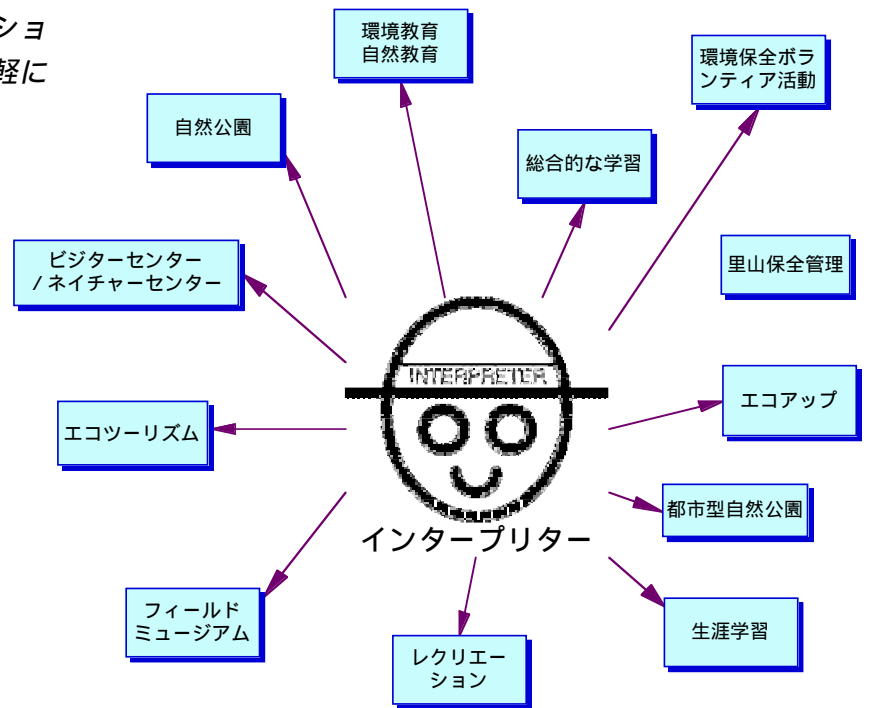 ショ
軽に
環境教育
自然教育
環境保全ボラ
ンティア活動
自然公園
総合的な学習
ビジターセンター
/ ネイチャーセンター
里山保全管理
INTERPRETER
エコツーリズム
エコアップ
都市型自然公園
インタープリター
フィールド
ミュージアム
生涯学習
レクリエー
ション